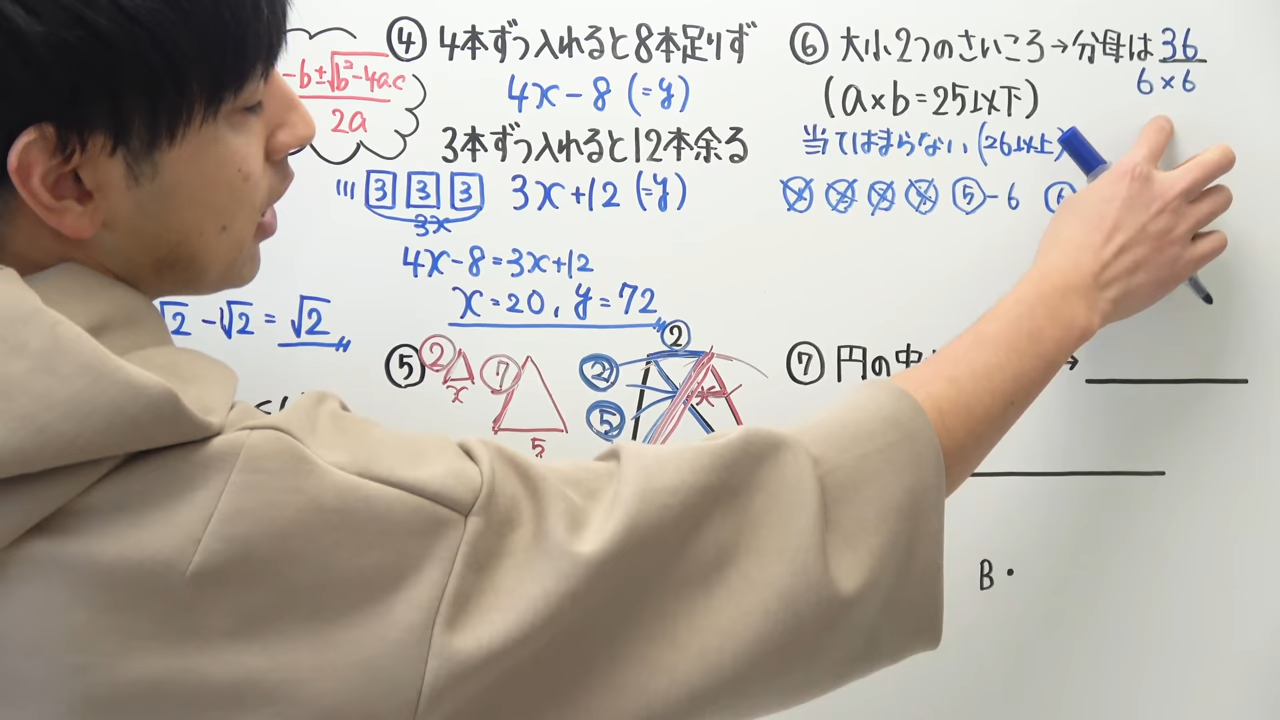 -b±√b²-4ac
2a
√2 - √2 = √2
④ 4本ずつ入れると8本足りず
4x-8 (=y)
3本ずつ入れると12本余る
3 3 3
3x
3x+12 (=y)
4x-8=3x+12
x=20, y=72
⑤
②
x
⑦
5
②
②
⑤
x
⑥ 大小2つのさいころ→分母は36
6×6
(a×b=25以下)
当てはまらない(26以上)
⑤-6
⑦ 円の中
B・